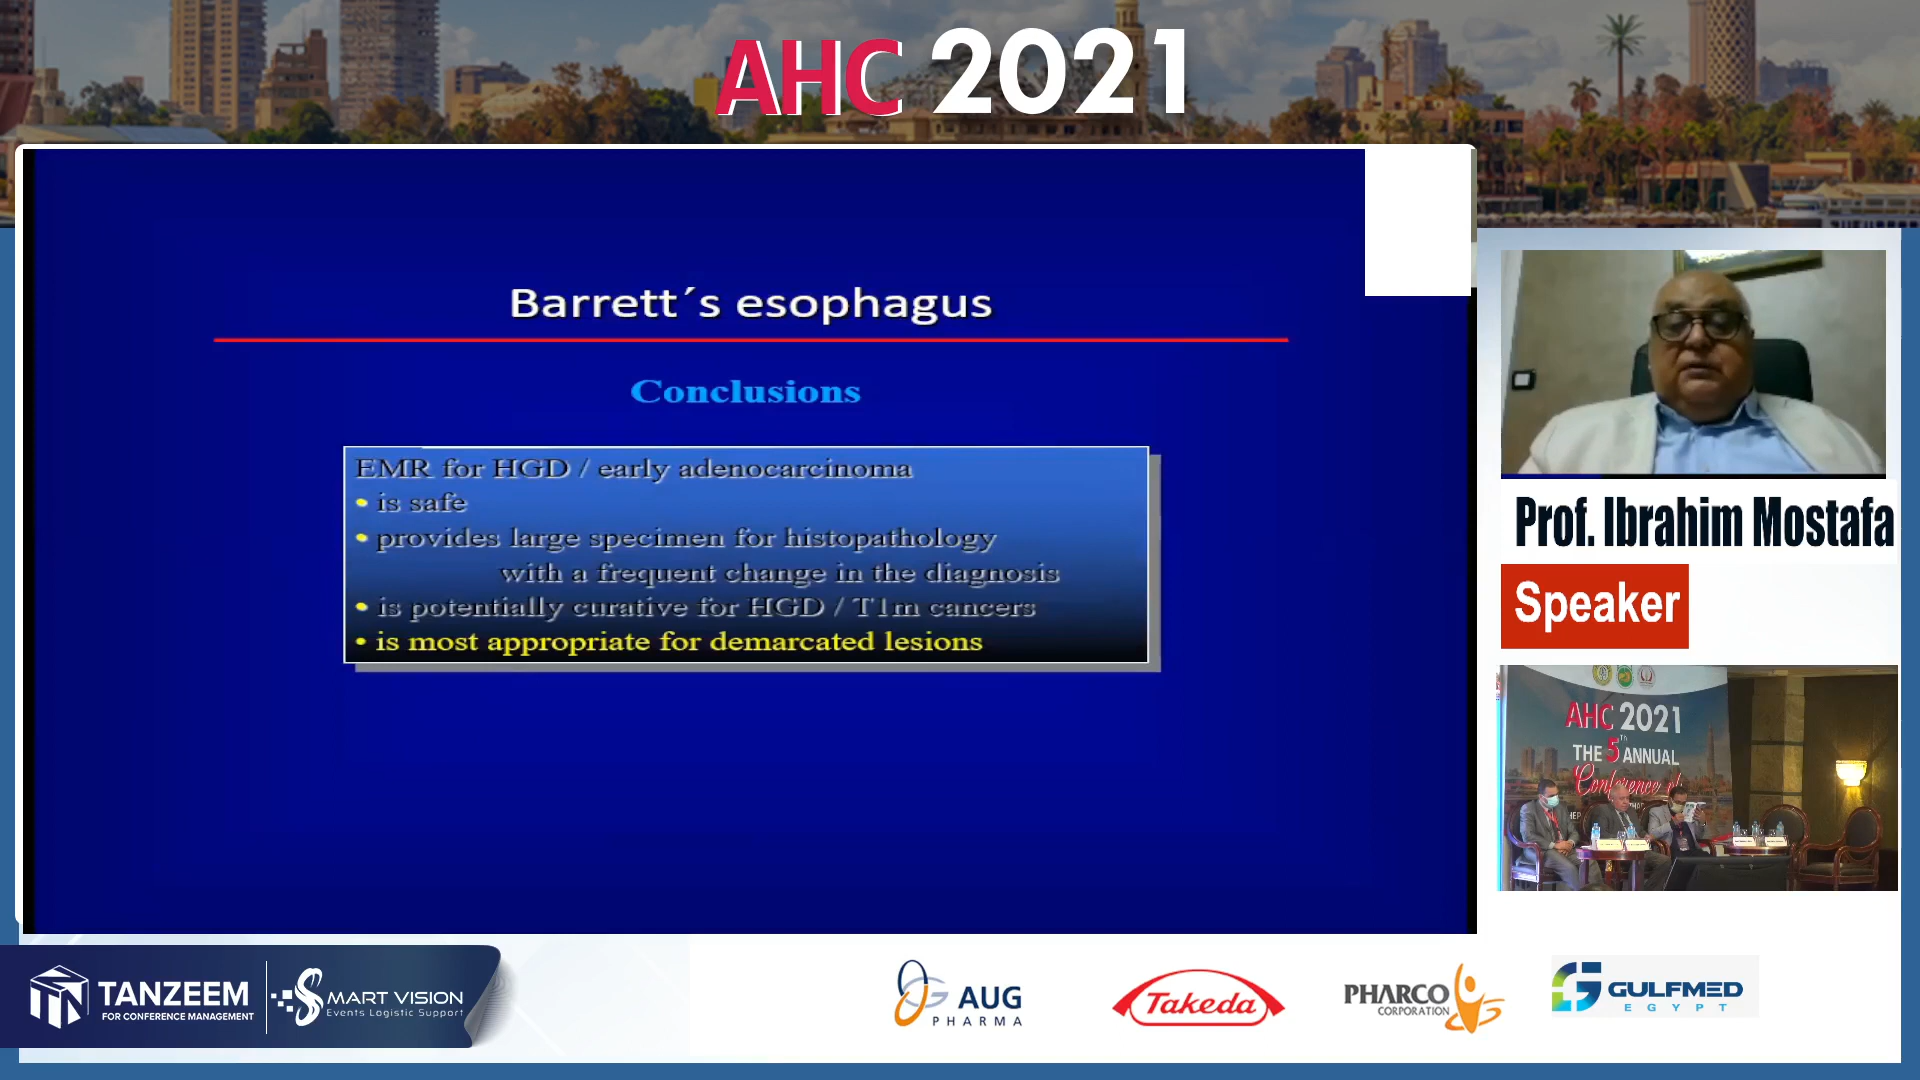 AHC 2021
Barrett´s esophagus
Conclusions
EMR for HGD / early adenocarcinoma
• is safe
• provides large specimen for histopathology
with a frequent change in the diagnosis
• is potentially curative for HGD / T1m cancers
• is most appropriate for demarcated lesions
Prof. Ibrahim Mostafa
Speaker
AHC 2021
THE 5Th ANNUAL
Conference of
TANZEEM
FOR CONFERENCE MANAGEMENT
SMART VISION
Events Logistic Support
AUG
PHARMA
Takeda
PHARCO
CORPORATION
GULFMED
EGYPT